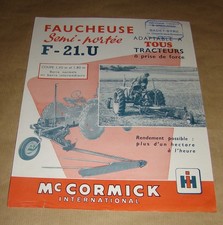 FAUCHEUSE
Semi-portée
F-21.U
ADAPTABLE A
TOUS
TRACTEURS
à prise de force
Rendement possible :
plus d'un hectare
à l'heure
McCORMICK
INTERNATIONAL